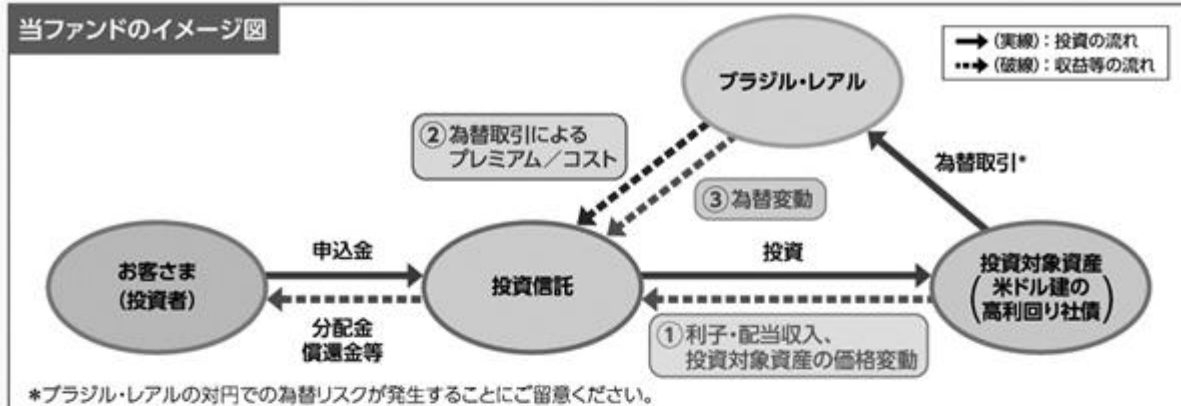 当ファンドのイメージ図
(実線):投資の流れ
(破線):収益等の流れ
ブラジル・レアル
②為替取引による
プレミアム/コスト
為替取引*
③為替変動
お客さま
(投資者)
申込金
分配金
償還金等
投資信託
投資
①利子・配当収入、
投資対象資産の価格変動
投資対象資産
(米ドル建の
高利回り社債)
*ブラジル・レアルの対円での為替リスクが発生することにご留意ください。